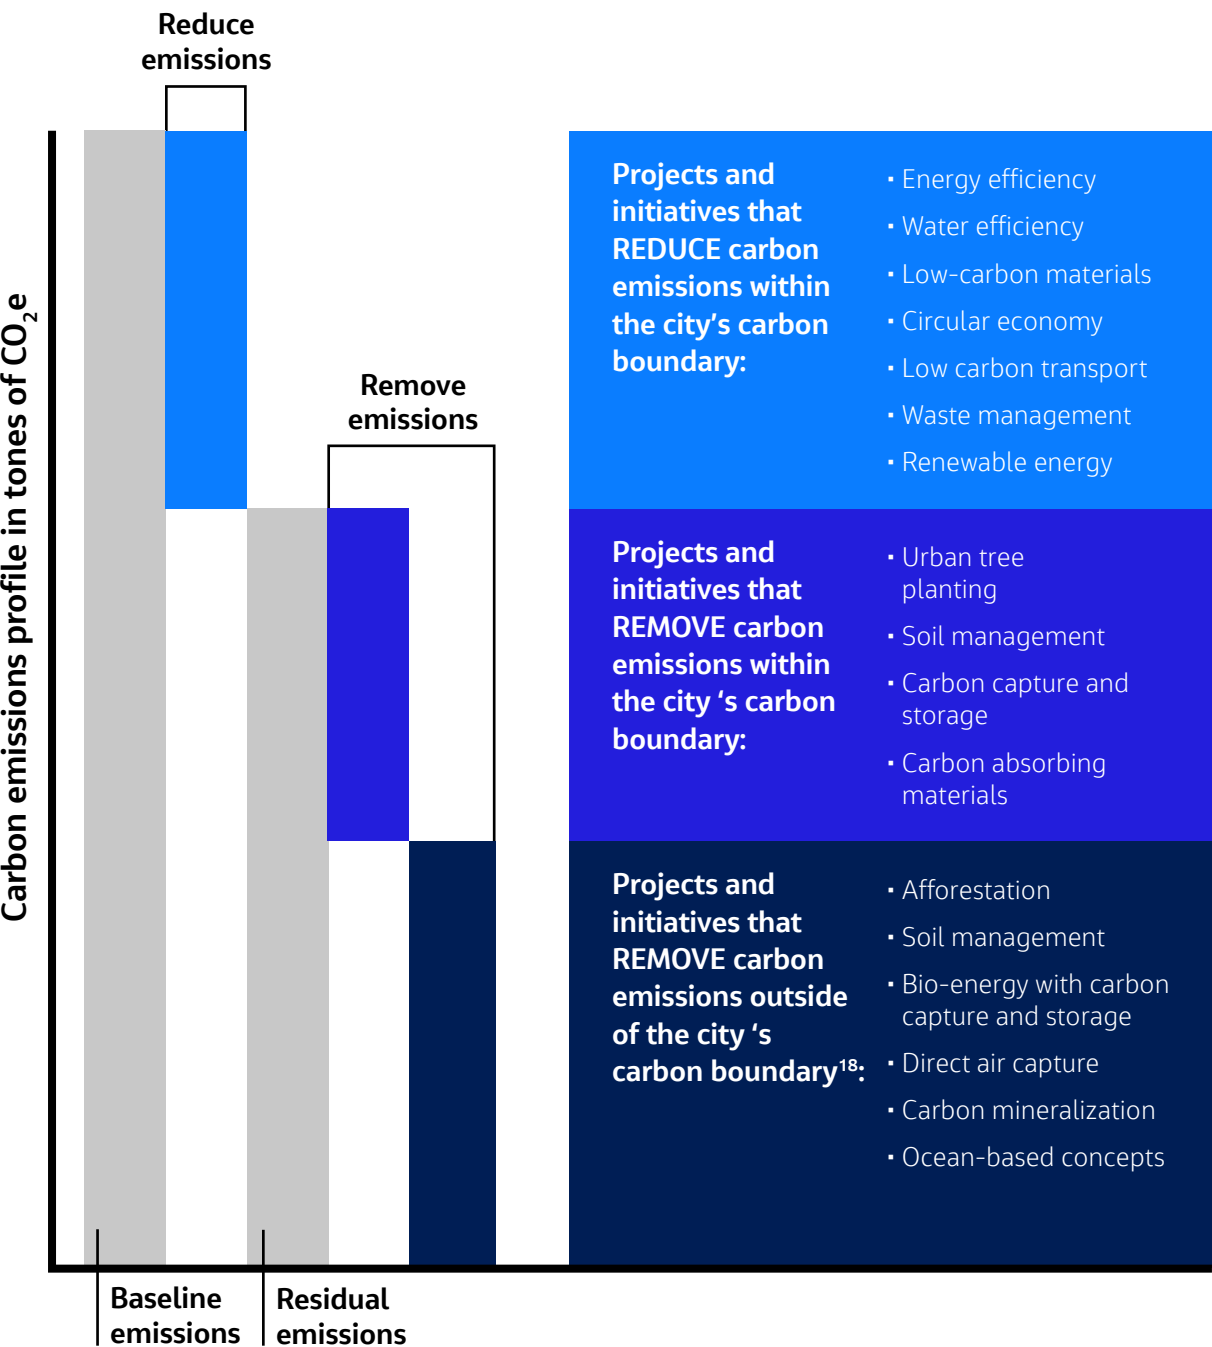 Reduce
emissions
Carbon emissions profile in tones of CO₂e
Remove
emissions
Projects and
initiatives that
REDUCE carbon
emissions within
the city’s carbon
boundary:
▪ Energy efficiency
▪ Water efficiency
▪ Low-carbon materials
▪ Circular economy
▪ Low carbon transport
▪ Waste management
▪ Renewable energy
Projects and
initiatives that
REMOVE carbon
emissions within
the city ‘s carbon
boundary:
▪ Urban tree
planting
▪ Soil management
▪ Carbon capture and
storage
▪ Carbon absorbing
materials
Projects and
initiatives that
REMOVE carbon
emissions outside
of the city ‘s
carbon boundary¹⁸:
▪ Afforestation
▪ Soil management
▪ Bio-energy with carbon
capture and storage
▪ Direct air capture
▪ Carbon mineralization
▪ Ocean-based concepts
Baseline
emissions
Residual
emissions